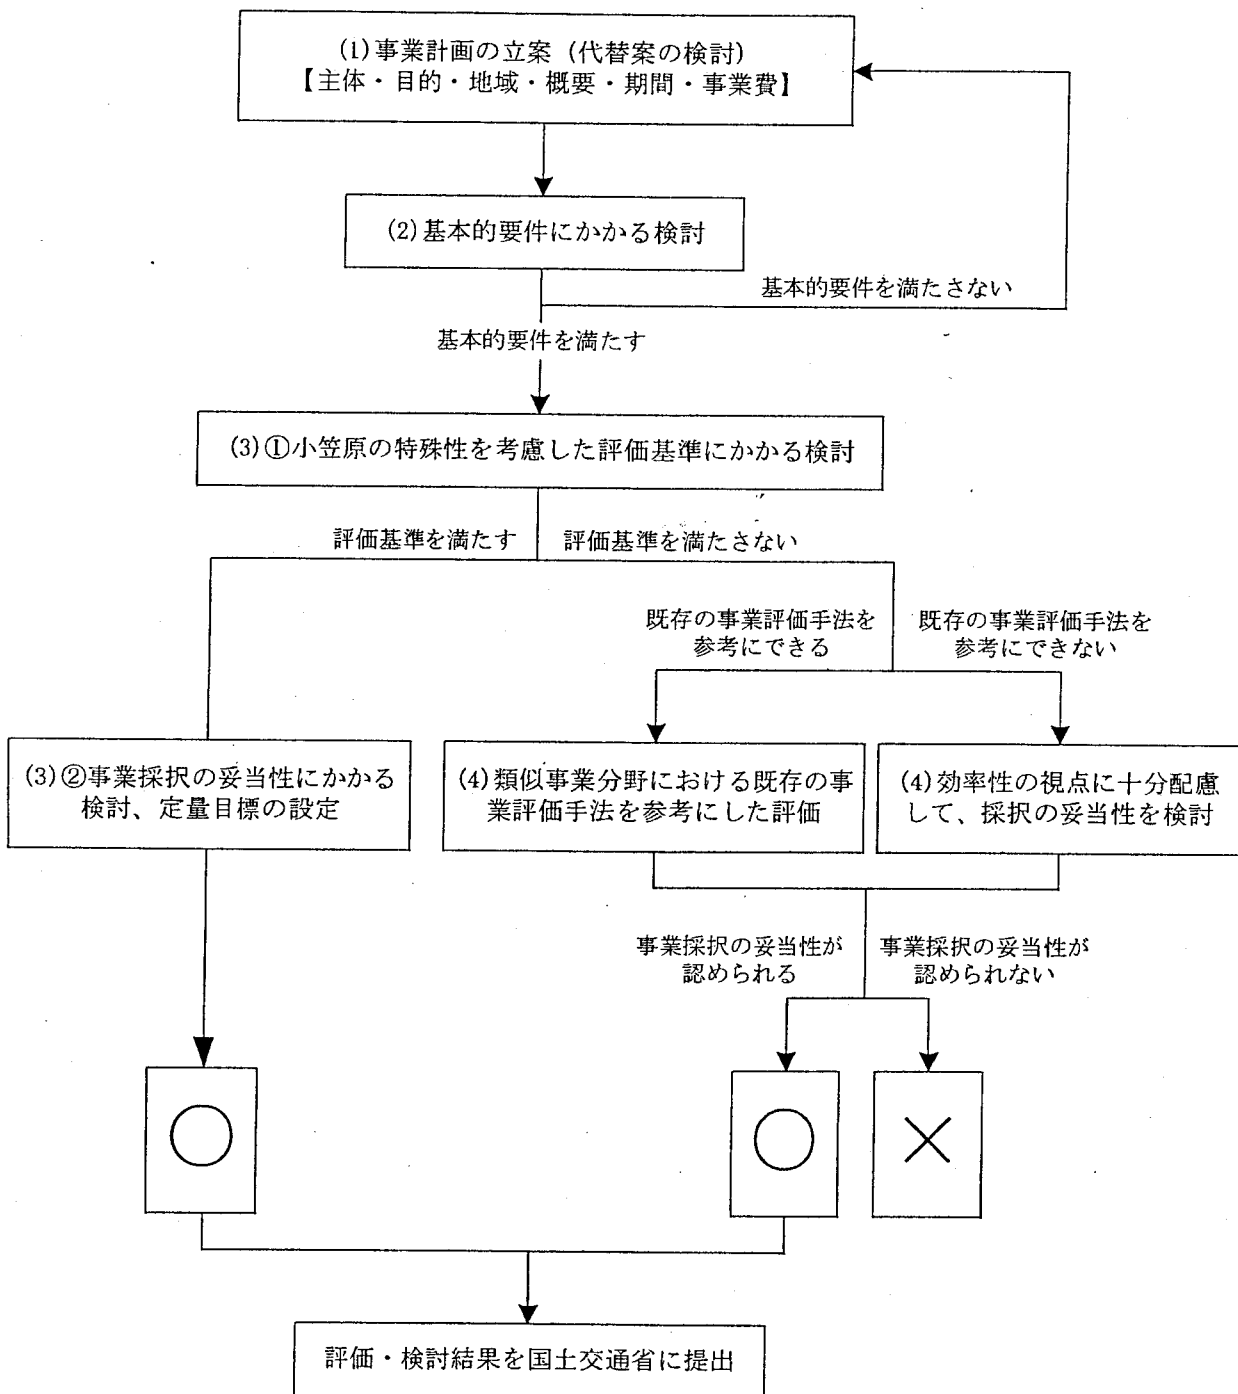 (1)事業計画の立案（代替案の検討）
【主体・目的・地域・概要・期間・事業費】
(2)基本的要件にかかる検討
基本的要件を満たさない
基本的要件を満たす
(3)①小笠原の特殊性を考慮した評価基準にかかる検討
評価基準を満たす
評価基準を満たさない
既存の事業評価手法を
参考にできる
既存の事業評価手法を
参考にできない
(3)②事業採択の妥当性にかかる
検討、定量目標の設定
(4)類似事業分野における既存の事
業評価手法を参考にした評価
(4)効率性の視点に十分配慮
して、採択の妥当性を検討
事業採択の妥当性が
認められる
事業採択の妥当性が
認められない
○
○
×
評価・検討結果を国土交通省に提出